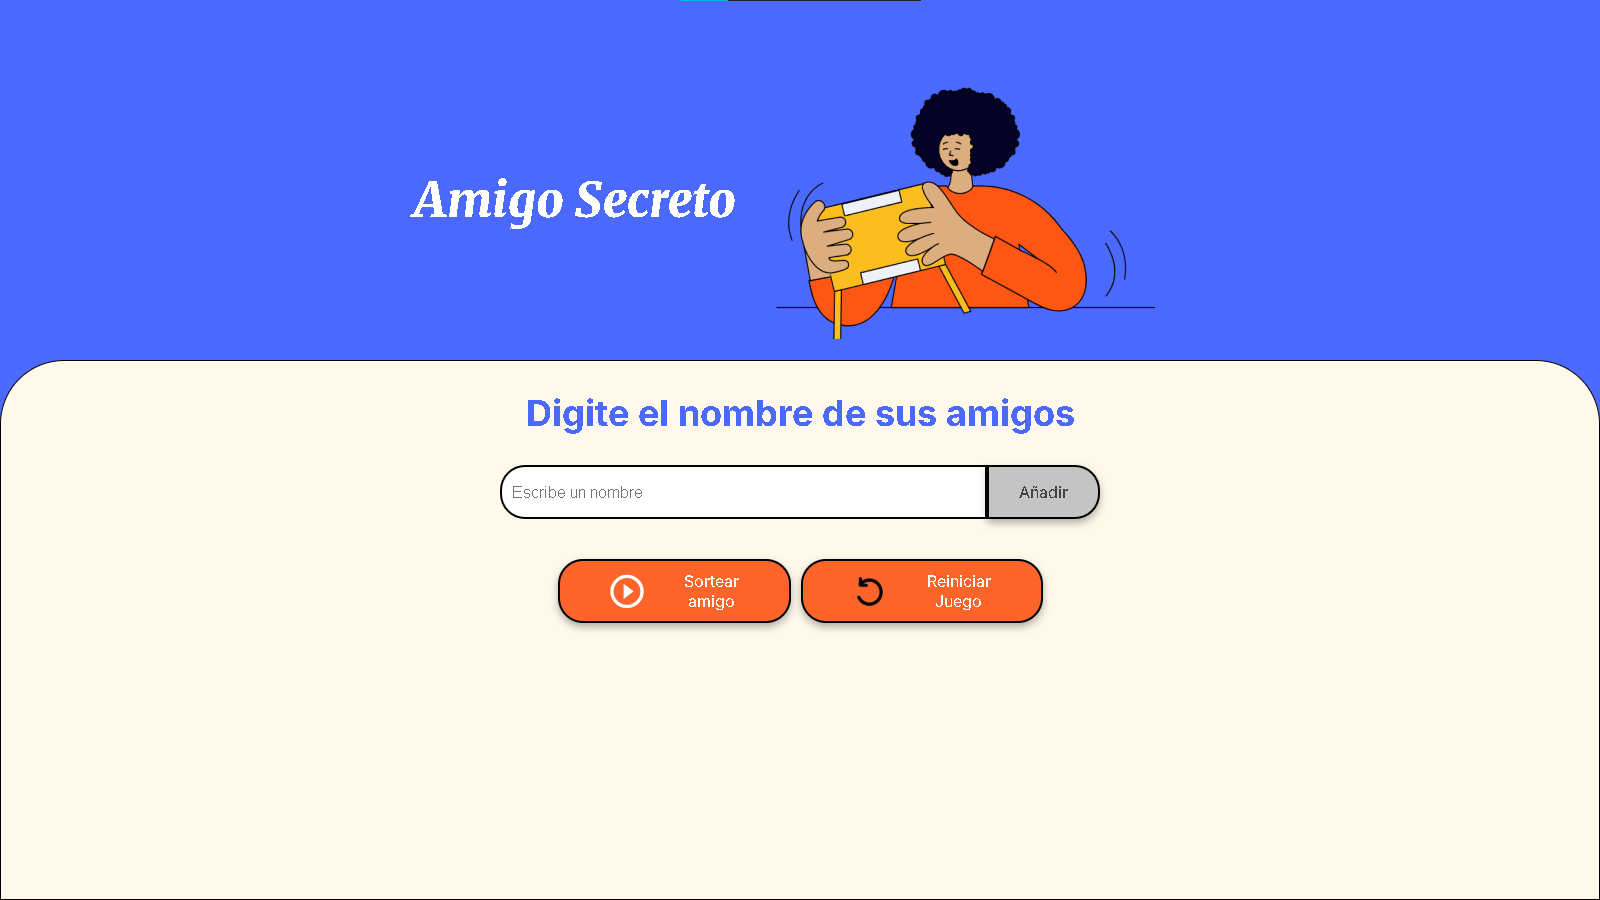 Amigo Secreto
Digite el nombre de sus amigos
Escribe un nombre
Añadir
Sortear
amigo
Reiniciar
Juego